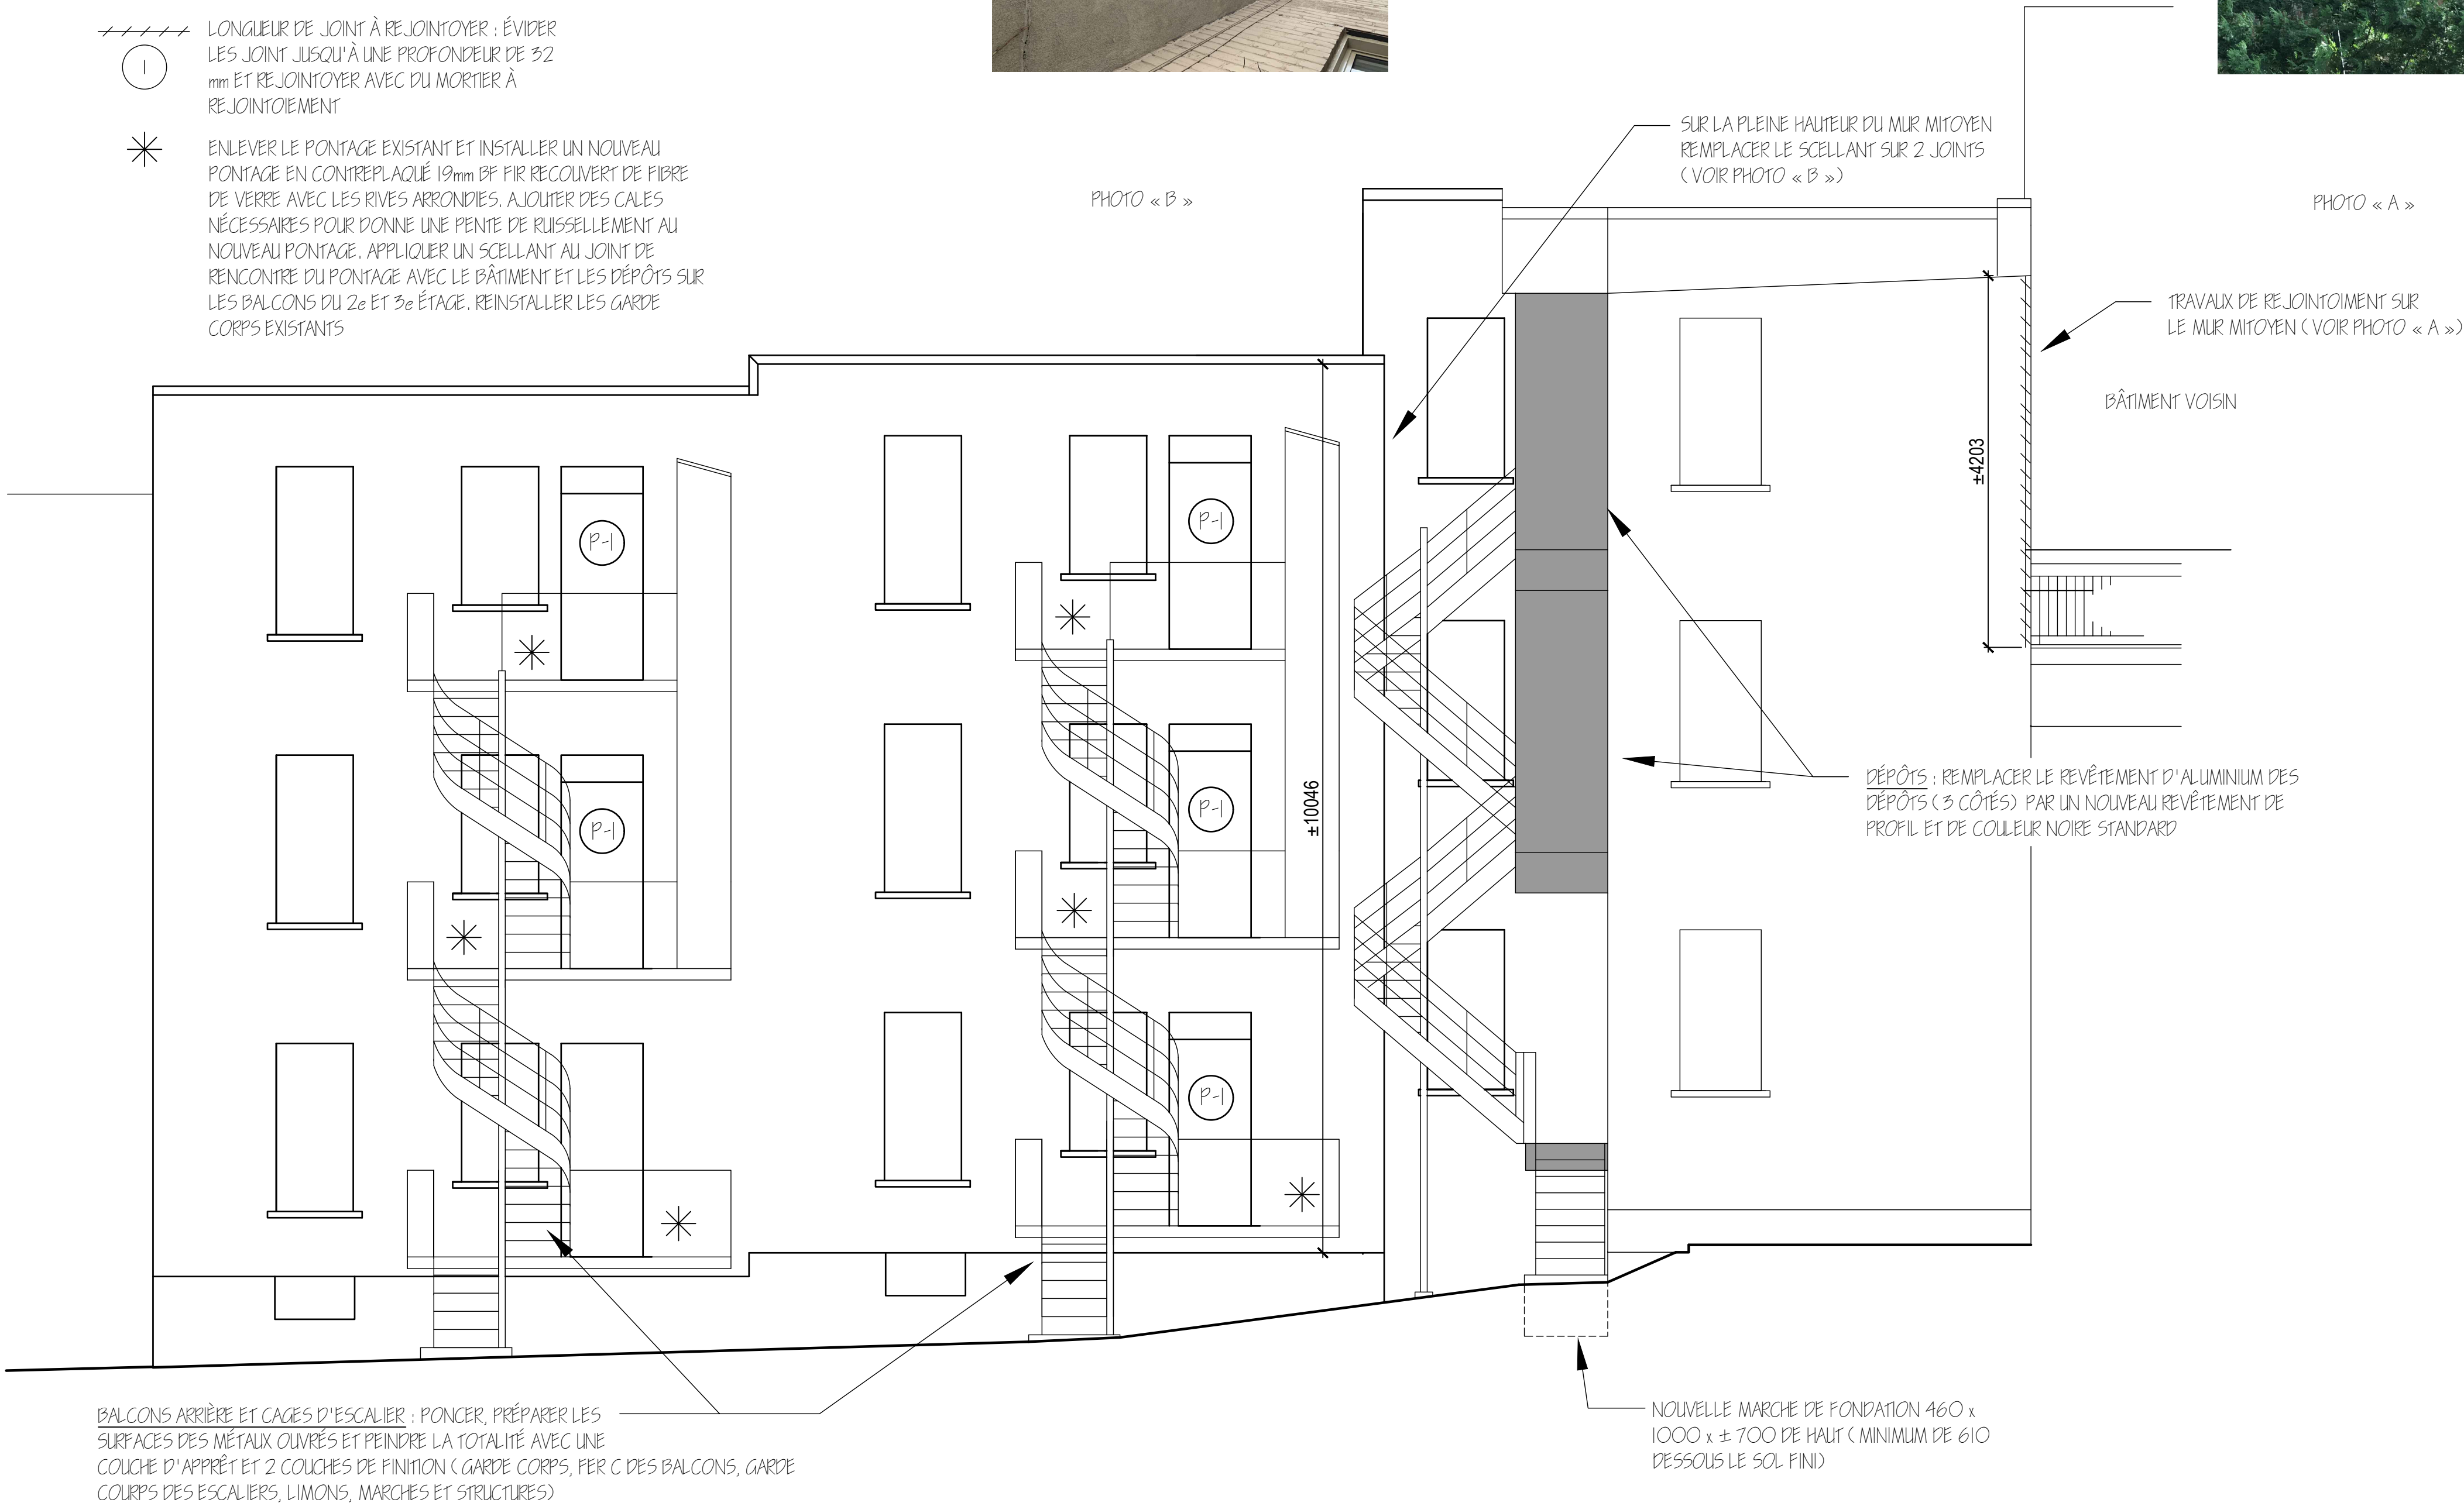 LONGUEUR DE JOINT À REJOINTOYER : ÉVIDER
LES JOINT JUSQU'À UNE PROFONDEUR DE 32
mm ET REJOINTOYER AVEC DU MORTIER À
REJOINTOIEMENT
1
ENLEVER LE PONTAGE EXISTANT ET INSTALLER UN NOUVEAU
PONTAGE EN CONTREPLAQUÉ 19mm BF FIR RECOUVERT DE FIBRE
DE VERRE AVEC LES RIVES ARRONDIES. AJOUTER DES CALES
NÉCESSAIRES POUR DONNE UNE PENTE DE RUISSELLEMENT AU
NOUVEAU PONTAGE. APPLIQUER UN SCELLANT AU JOINT DE
RENCONTRE DU PONTAGE AVEC LE BÂTIMENT ET LES DÉPÔTS SUR
LES BALCONS DU 2e ET 3e ÉTAGE. REINSTALLER LES GARDE
CORPS EXISTANTS
PHOTO « B »
SUR LA PLEINE HAUTEUR DU MUR MITOYEN
REMPLACER LE SCELLANT SUR 2 JOINTS
( VOIR PHOTO « B »)
PHOTO « A »
TRAVAUX DE REJOINTOIMENT SUR
LE MUR MITOYEN ( VOIR PHOTO « A »)
BÂTIMENT VOISIN
±4203
P-1
P-1
P-1
P-1
P-1
±10046
DÉPÔTS : REMPLACER LE REVÊTEMENT D'ALUMINIUM DES
DÉPÔTS ( 3 CÔTÉS) PAR UN NOUVEAU REVÊTEMENT DE
PROFIL ET DE COULEUR NOIRE STANDARD
BALCONS ARRIÈRE ET CAGES D'ESCALIER : PONCER, PRÉPARER LES
SURFACES DES MÉTAUX OUVRÉS ET PEINDRE LA TOTALITÉ AVEC UNE
COUCHE D'APPRÊT ET 2 COUCHES DE FINITION ( GARDE CORPS, FER C DES BALCONS, GARDE
COURPS DES ESCALIERS, LIMONS, MARCHES ET STRUCTURES)
NOUVELLE MARCHE DE FONDATION 460 x
1000 x ± 700 DE HAUT ( MINIMUM DE 610
DESSOUS LE SOL FINI)